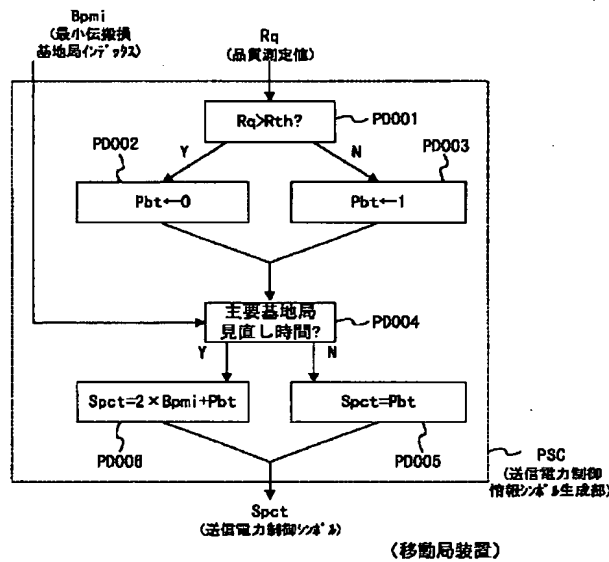 Bpmi
(最小伝搬損
基地局インデックス)
Rq
(品質測定値)
Rq>Rth?
PD001
PD002
Y
N
PD003
Pbt←0
Pbt←1
主要基地局
見直し時間?
PD004
Y
N
Spct=2×Bpmi+Pbt
Spct=Pbt
PD006
PD005
PSC
(送信電力制御
情報シンボル生成部)
Spct
(送信電力制御シンボル)
(移動局装置)